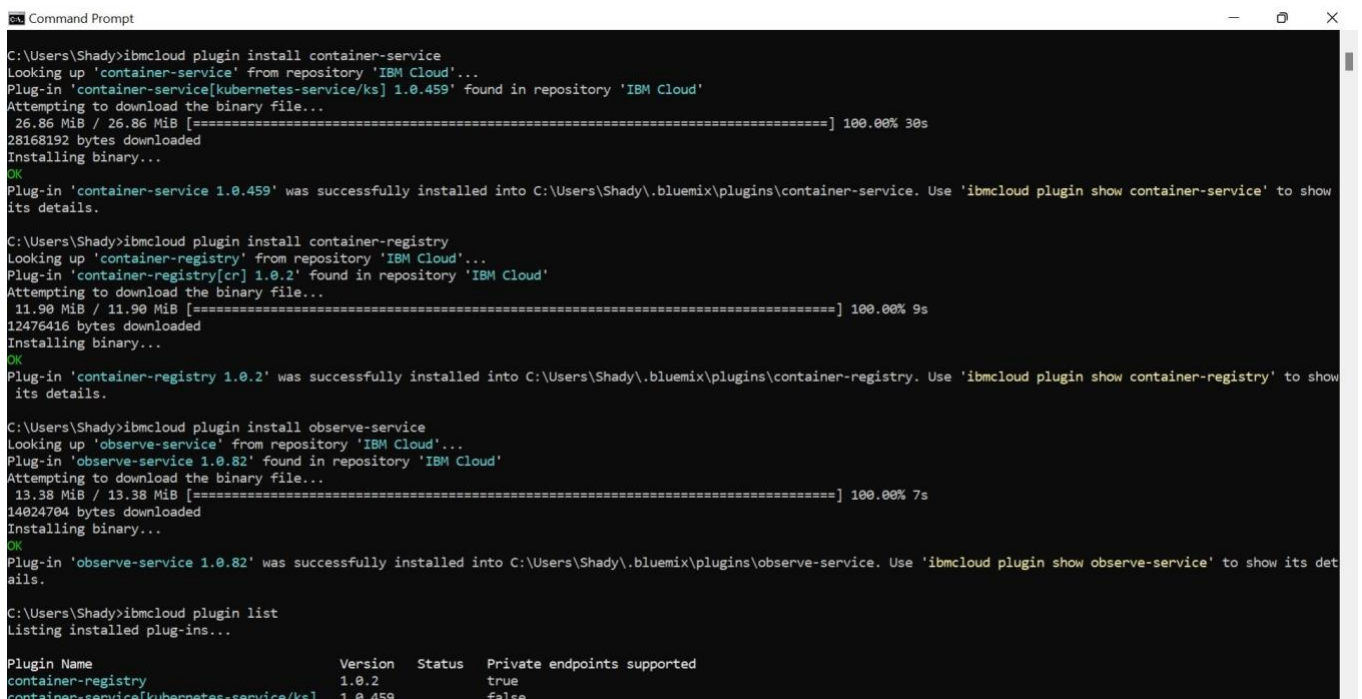 Command Prompt
C:\Users\Shady>ibmcloud plugin install container-service
Looking up 'container-service' from repository 'IBM Cloud'...
Plug-in 'container-service[kubernetes-service/ks] 1.0.459' found in repository 'IBM Cloud'
Attempting to download the binary file...
 26.86 MiB / 26.86 MiB [==================================================================================] 100.00% 30s
28168192 bytes downloaded
Installing binary...
OK
Plug-in 'container-service 1.0.459' was successfully installed into C:\Users\Shady\.bluemix\plugins\container-service. Use 'ibmcloud plugin show container-service' to show
its details.
C:\Users\Shady>ibmcloud plugin install container-registry
Looking up 'container-registry' from repository 'IBM Cloud'...
Plug-in 'container-registry[cr] 1.0.2' found in repository 'IBM Cloud'
Attempting to download the binary file...
 11.90 MiB / 11.90 MiB [===================================================================================] 100.00% 9s
12476416 bytes downloaded
Installing binary...
OK
Plug-in 'container-registry 1.0.2' was successfully installed into C:\Users\Shady\.bluemix\plugins\container-registry. Use 'ibmcloud plugin show container-registry' to show
 its details.
C:\Users\Shady>ibmcloud plugin install observe-service
Looking up 'observe-service' from repository 'IBM Cloud'...
Plug-in 'observe-service 1.0.82' found in repository 'IBM Cloud'
Attempting to download the binary file...
 13.38 MiB / 13.38 MiB [===================================================================================] 100.00% 7s
14024704 bytes downloaded
Installing binary...
OK
Plug-in 'observe-service 1.0.82' was successfully installed into C:\Users\Shady\.bluemix\plugins\observe-service. Use 'ibmcloud plugin show observe-service' to show its det
ails.
C:\Users\Shady>ibmcloud plugin list
Listing installed plug-ins...
Plugin Name Version Status Private endpoints supported
container-registry 1.0.2 true
container-service[kubernetes-service/ks] 1.0.459 false